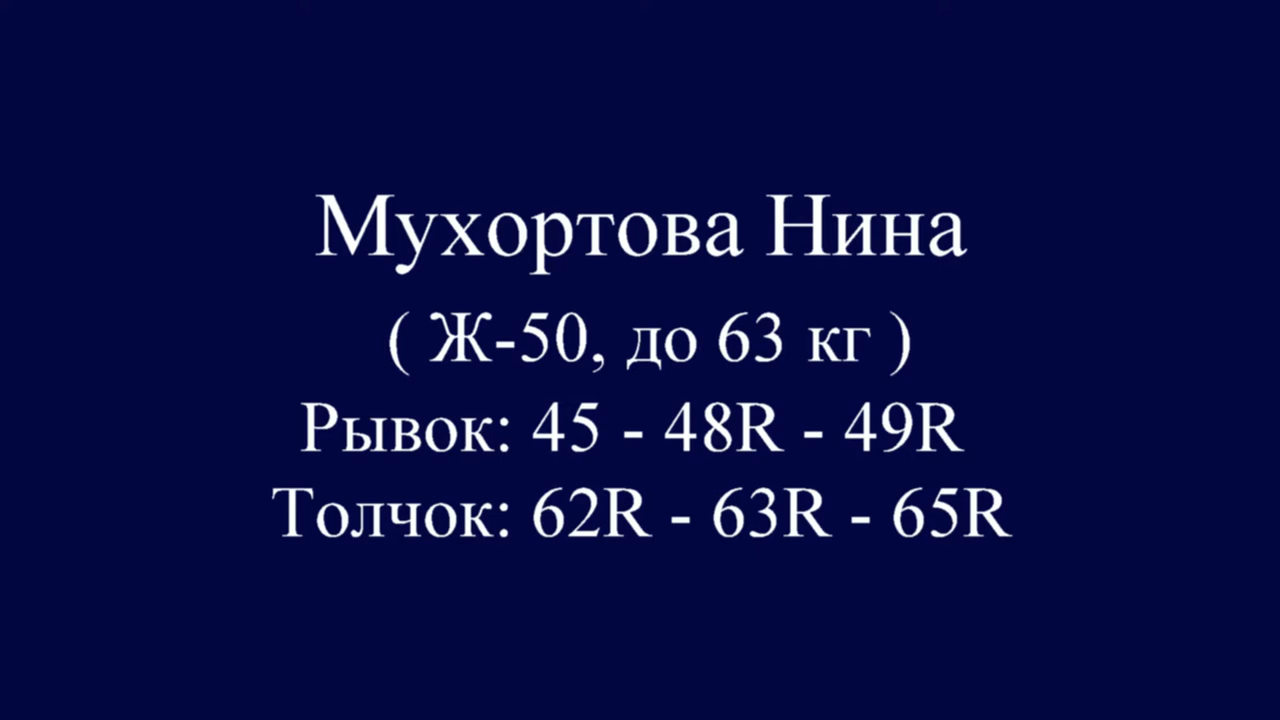 Мухортова Нина
( Ж-50, до 63 кг )
Рывок: 45 - 48R - 49R
Толчок: 62R - 63R - 65R